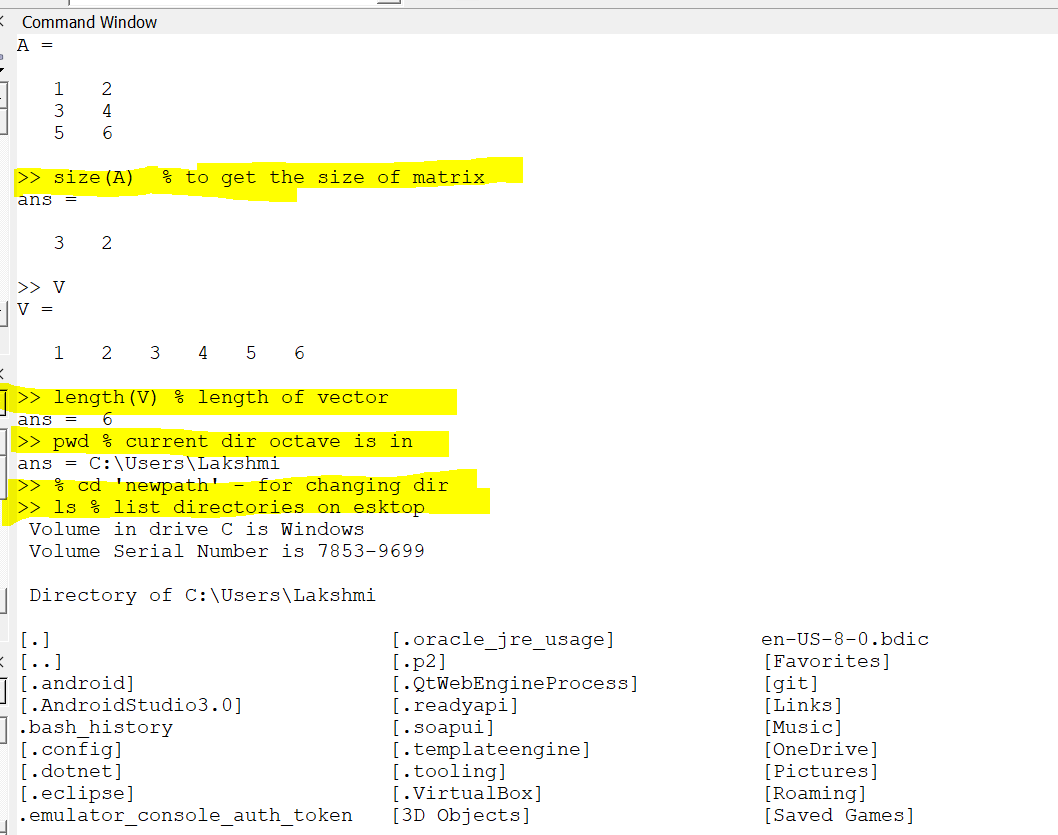 Command Window
A =
1 2
3 4
5 6
>> size(A) % to get the size of matrix
ans =
3 2
>> V
V =
1 2 3 4 5 6
>> length(V) % length of vector
ans = 6
>> pwd % current dir octave is in
ans = C:\Users\Lakshmi
>> % cd 'newpath' - for changing dir
>> ls % list directories on esktop
Volume in drive C is Windows
Volume Serial Number is 7853-9699
Directory of C:\Users\Lakshmi
[.] [.oracle_jre_usage] en-US-8-0.bdic
[..] [.p2] [Favorites]
[.android] [.QtWebEngineProcess] [git]
[.AndroidStudio3.0] [.readyapi] [Links]
.bash_history [.soapui] [Music]
[.config] [.templateengine] [OneDrive]
[.dotnet] [.tooling] [Pictures]
[.eclipse] [.VirtualBox] [Roaming]
.emulator_console_auth_token [3D Objects] [Saved Games]